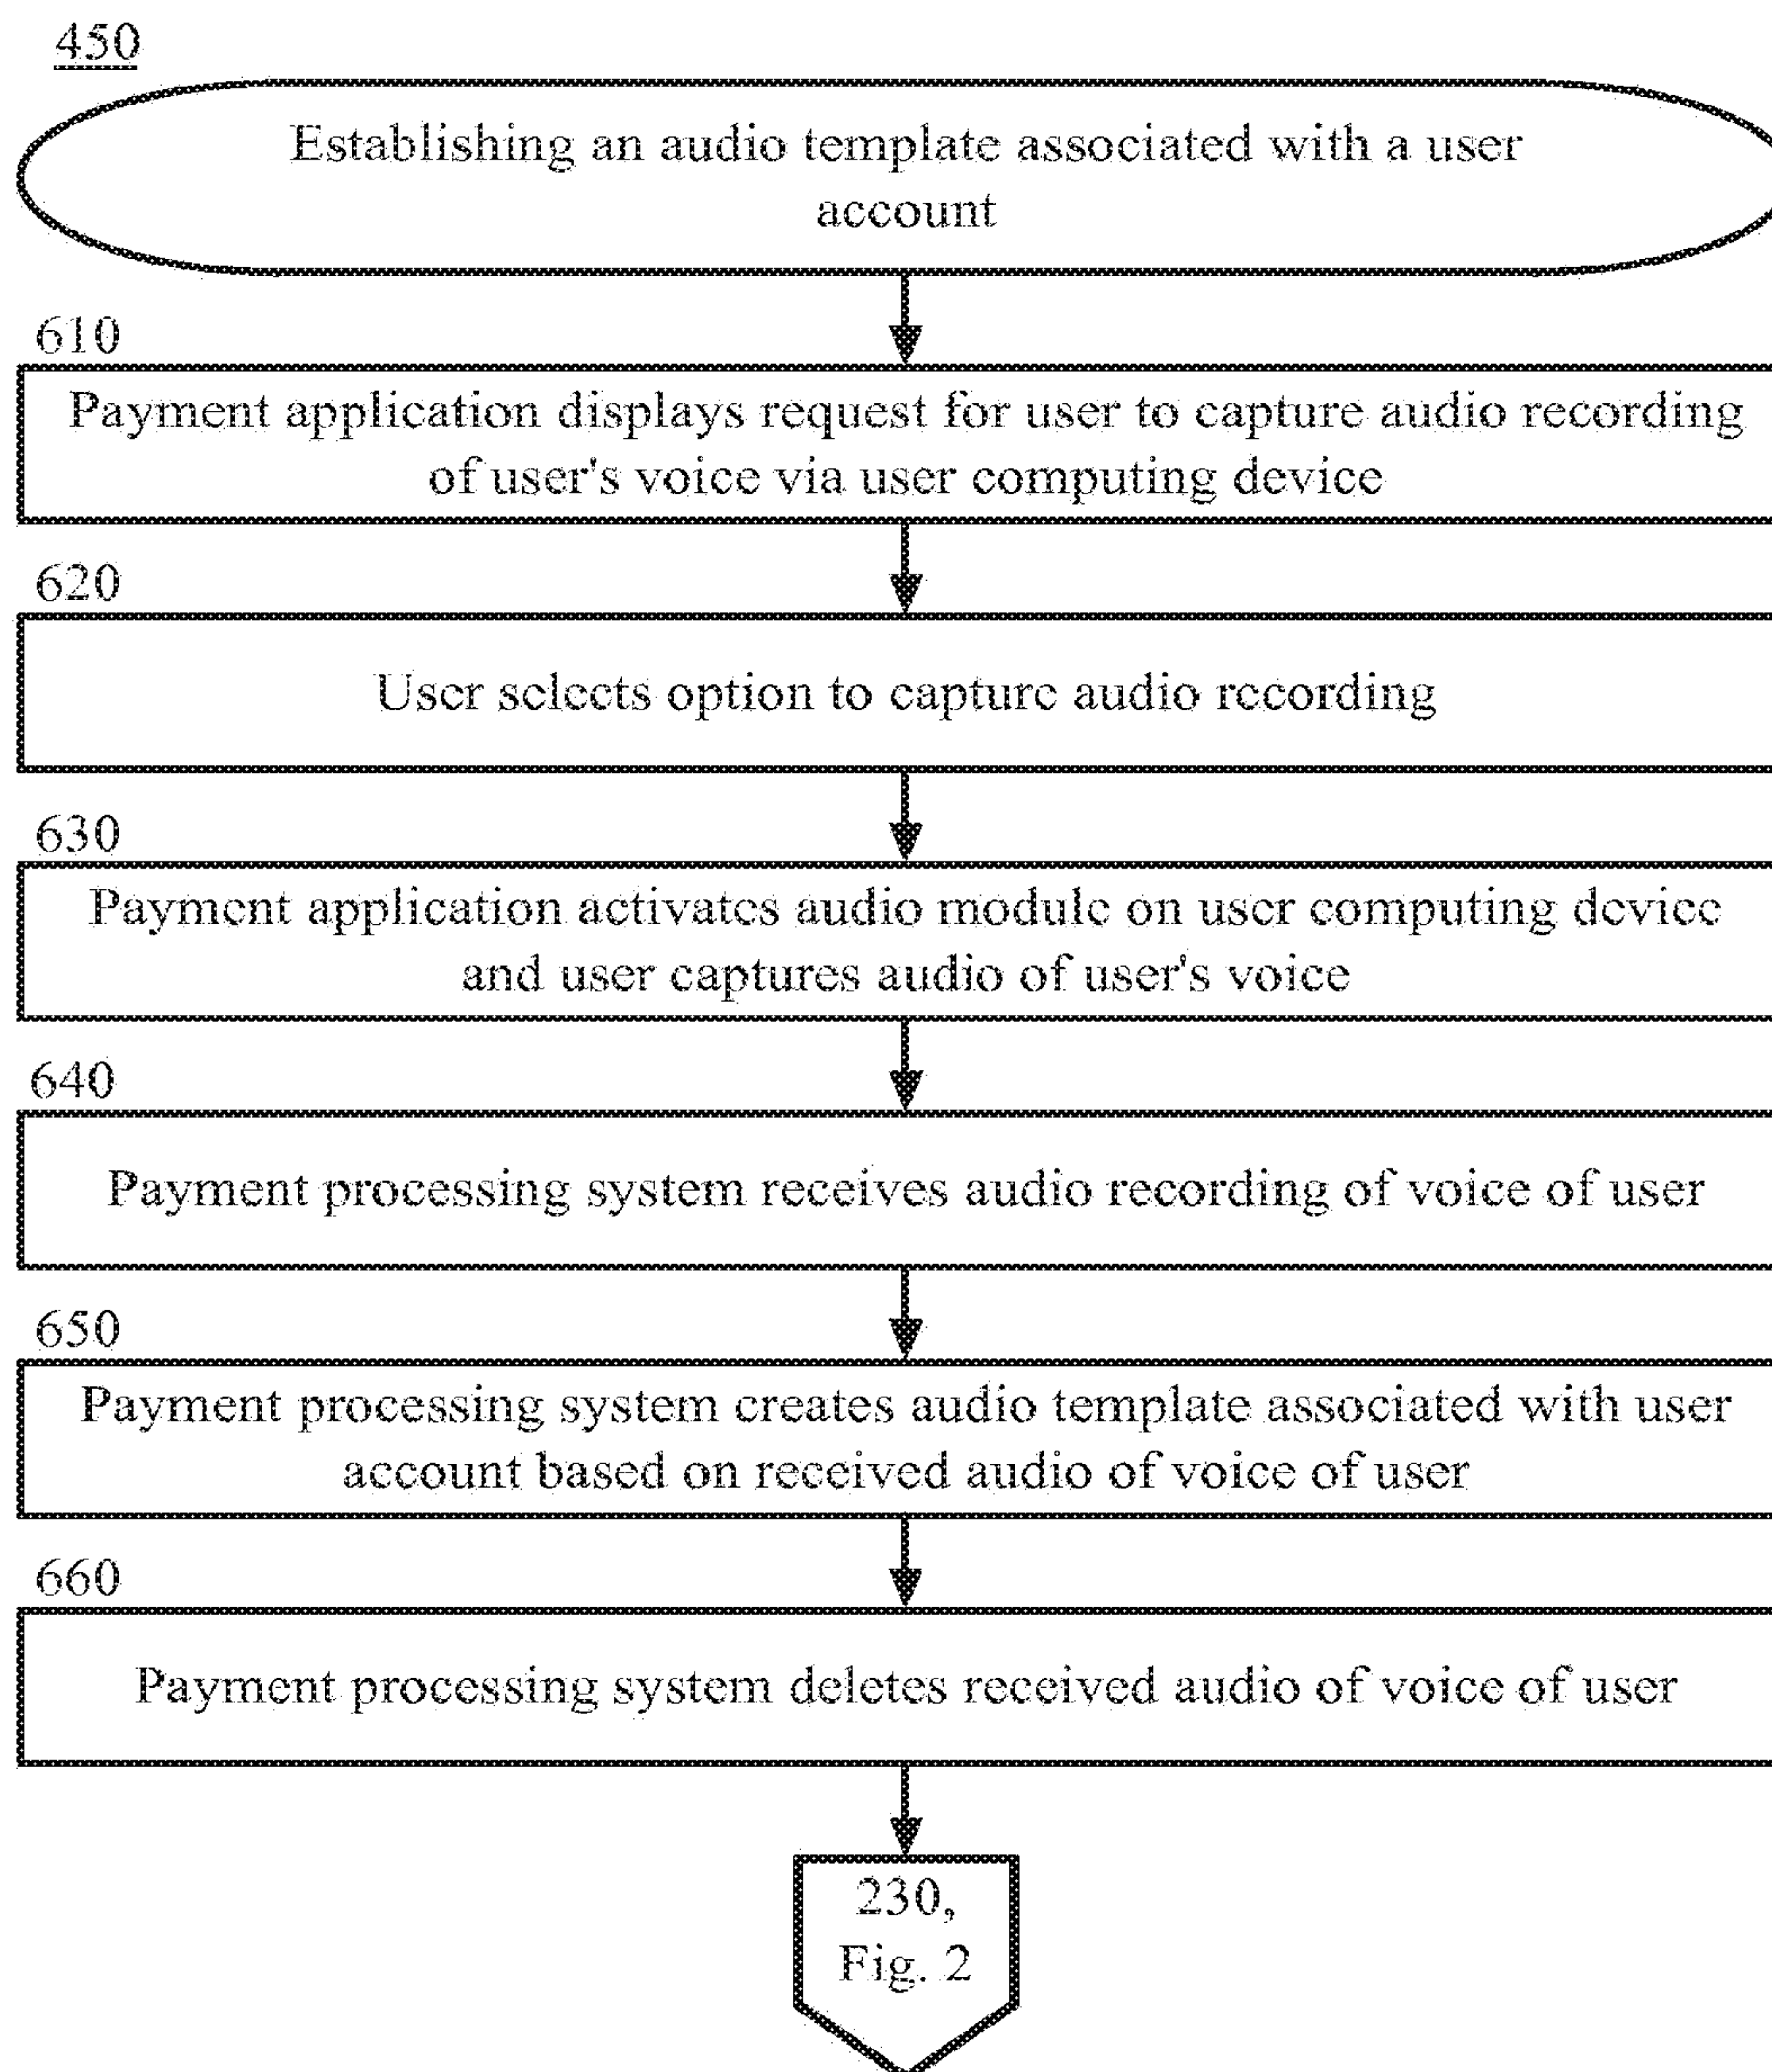 450
Establishing an audio template associated with a user
account
610
Payment application displays request for user to capture audio recording
of user's voice via user computing device
620
User selects option to capture audio recording
630
Payment application activates audio module on user computing device
and user captures audio of user's voice
640
Payment processing system receives audio recording of voice of user
650
Payment processing system creates audio template associated with user
account based on received audio of voice of user
660
Payment processing system deletes received audio of voice of user
230,
Fig. 2